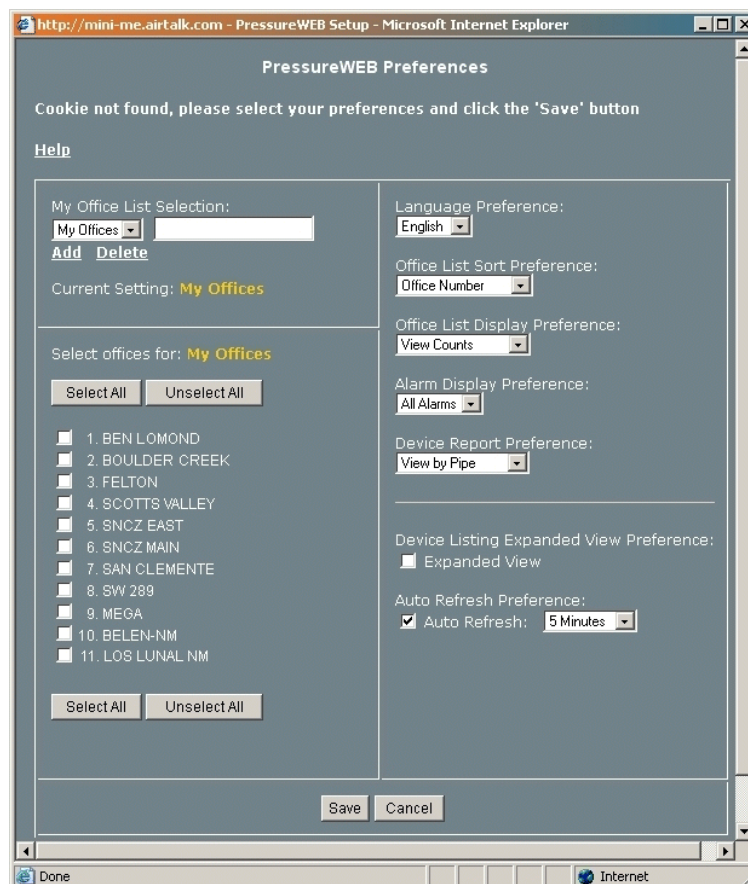 http://mini-me.airtalk.com - PressureWEB Setup - Microsoft Internet Explorer
PressureWEB Preferences
Cookie not found, please select your preferences and click the 'Save' button
Help
My Office List Selection:
My Offices
Add Delete
Current Setting: My Offices
Select offices for: My Offices
Select All Unselect All
1. BEN LOMOND
2. BOULDER CREEK
3. FELTON
4. SCOTTS VALLEY
5. SNCZ EAST
6. SNCZ MAIN
7. SAN CLEMENTE
8. SW 289
9. MEGA
10. BELEN-NM
11. LOS LUNAL NM
Select All Unselect All
Language Preference:
English
Office List Sort Preference:
Office Number
Office List Display Preference:
View Counts
Alarm Display Preference:
All Alarms
Device Report Preference:
View by Pipe
Device Listing Expanded View Preference:
Expanded View
Auto Refresh Preference:
Auto Refresh: 5 Minutes
Save Cancel
Done Internet